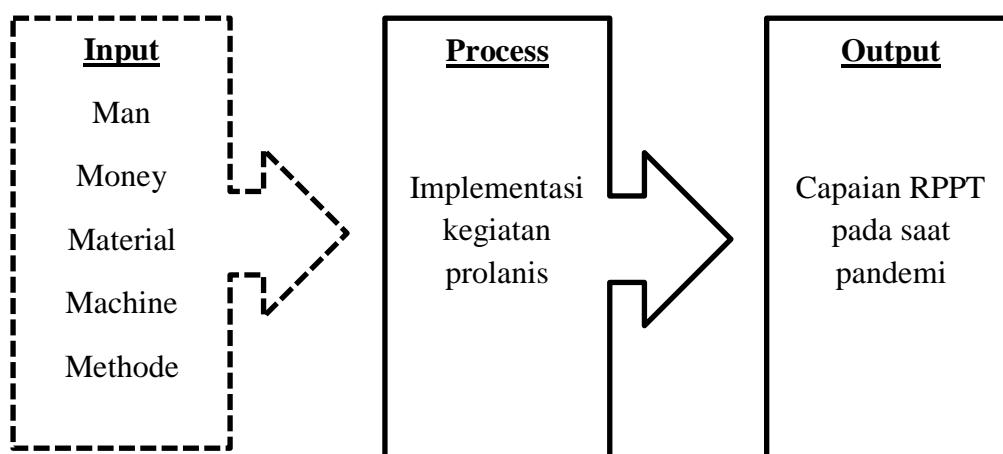 Input
Man
Money
Material
Machine
Methode
Process
Implementasi
kegiatan
prolanis
Output
Capaian RPPT
pada saat
pandemi